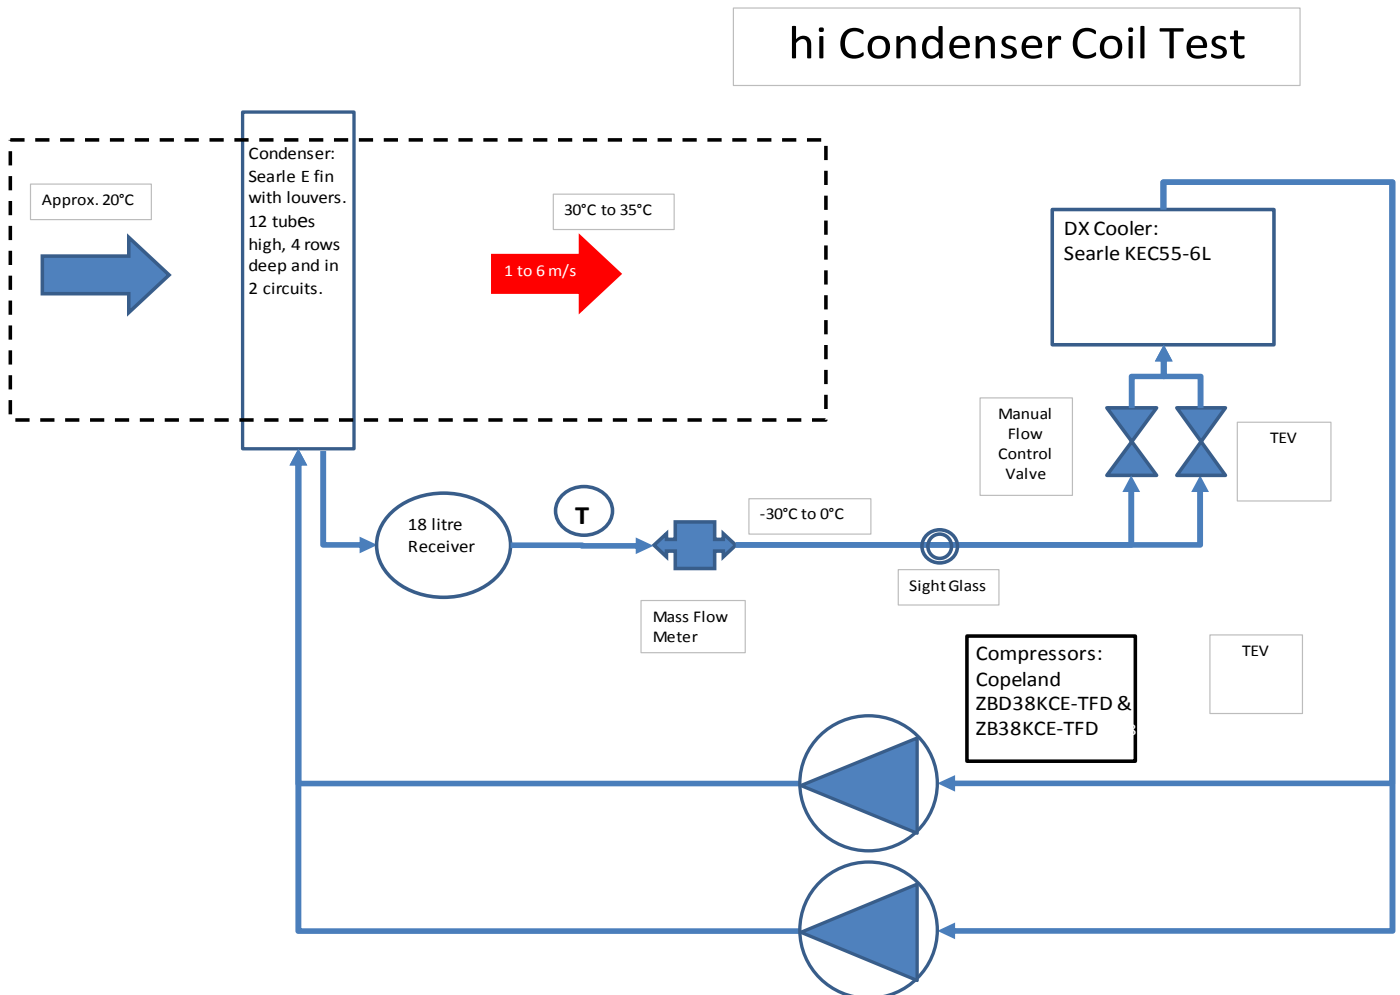 hi Condenser Coil Test
Condenser:
Searle E fin
with louvers.
12 tubes
high, 4 rows
deep and in
2 circuits.
Approx. 20°C
30°C to 35°C
1 to 6 m/s
DX Cooler:
Searle KEC55-6L
Manual
Flow
Control
Valve
TEV
18 litre
Receiver
T
-30°C to 0°C
Sight Glass
Mass Flow
Meter
Compressors:
Copeland
ZBD38KCE-TFD &
ZB38KCE-TFD
TEV